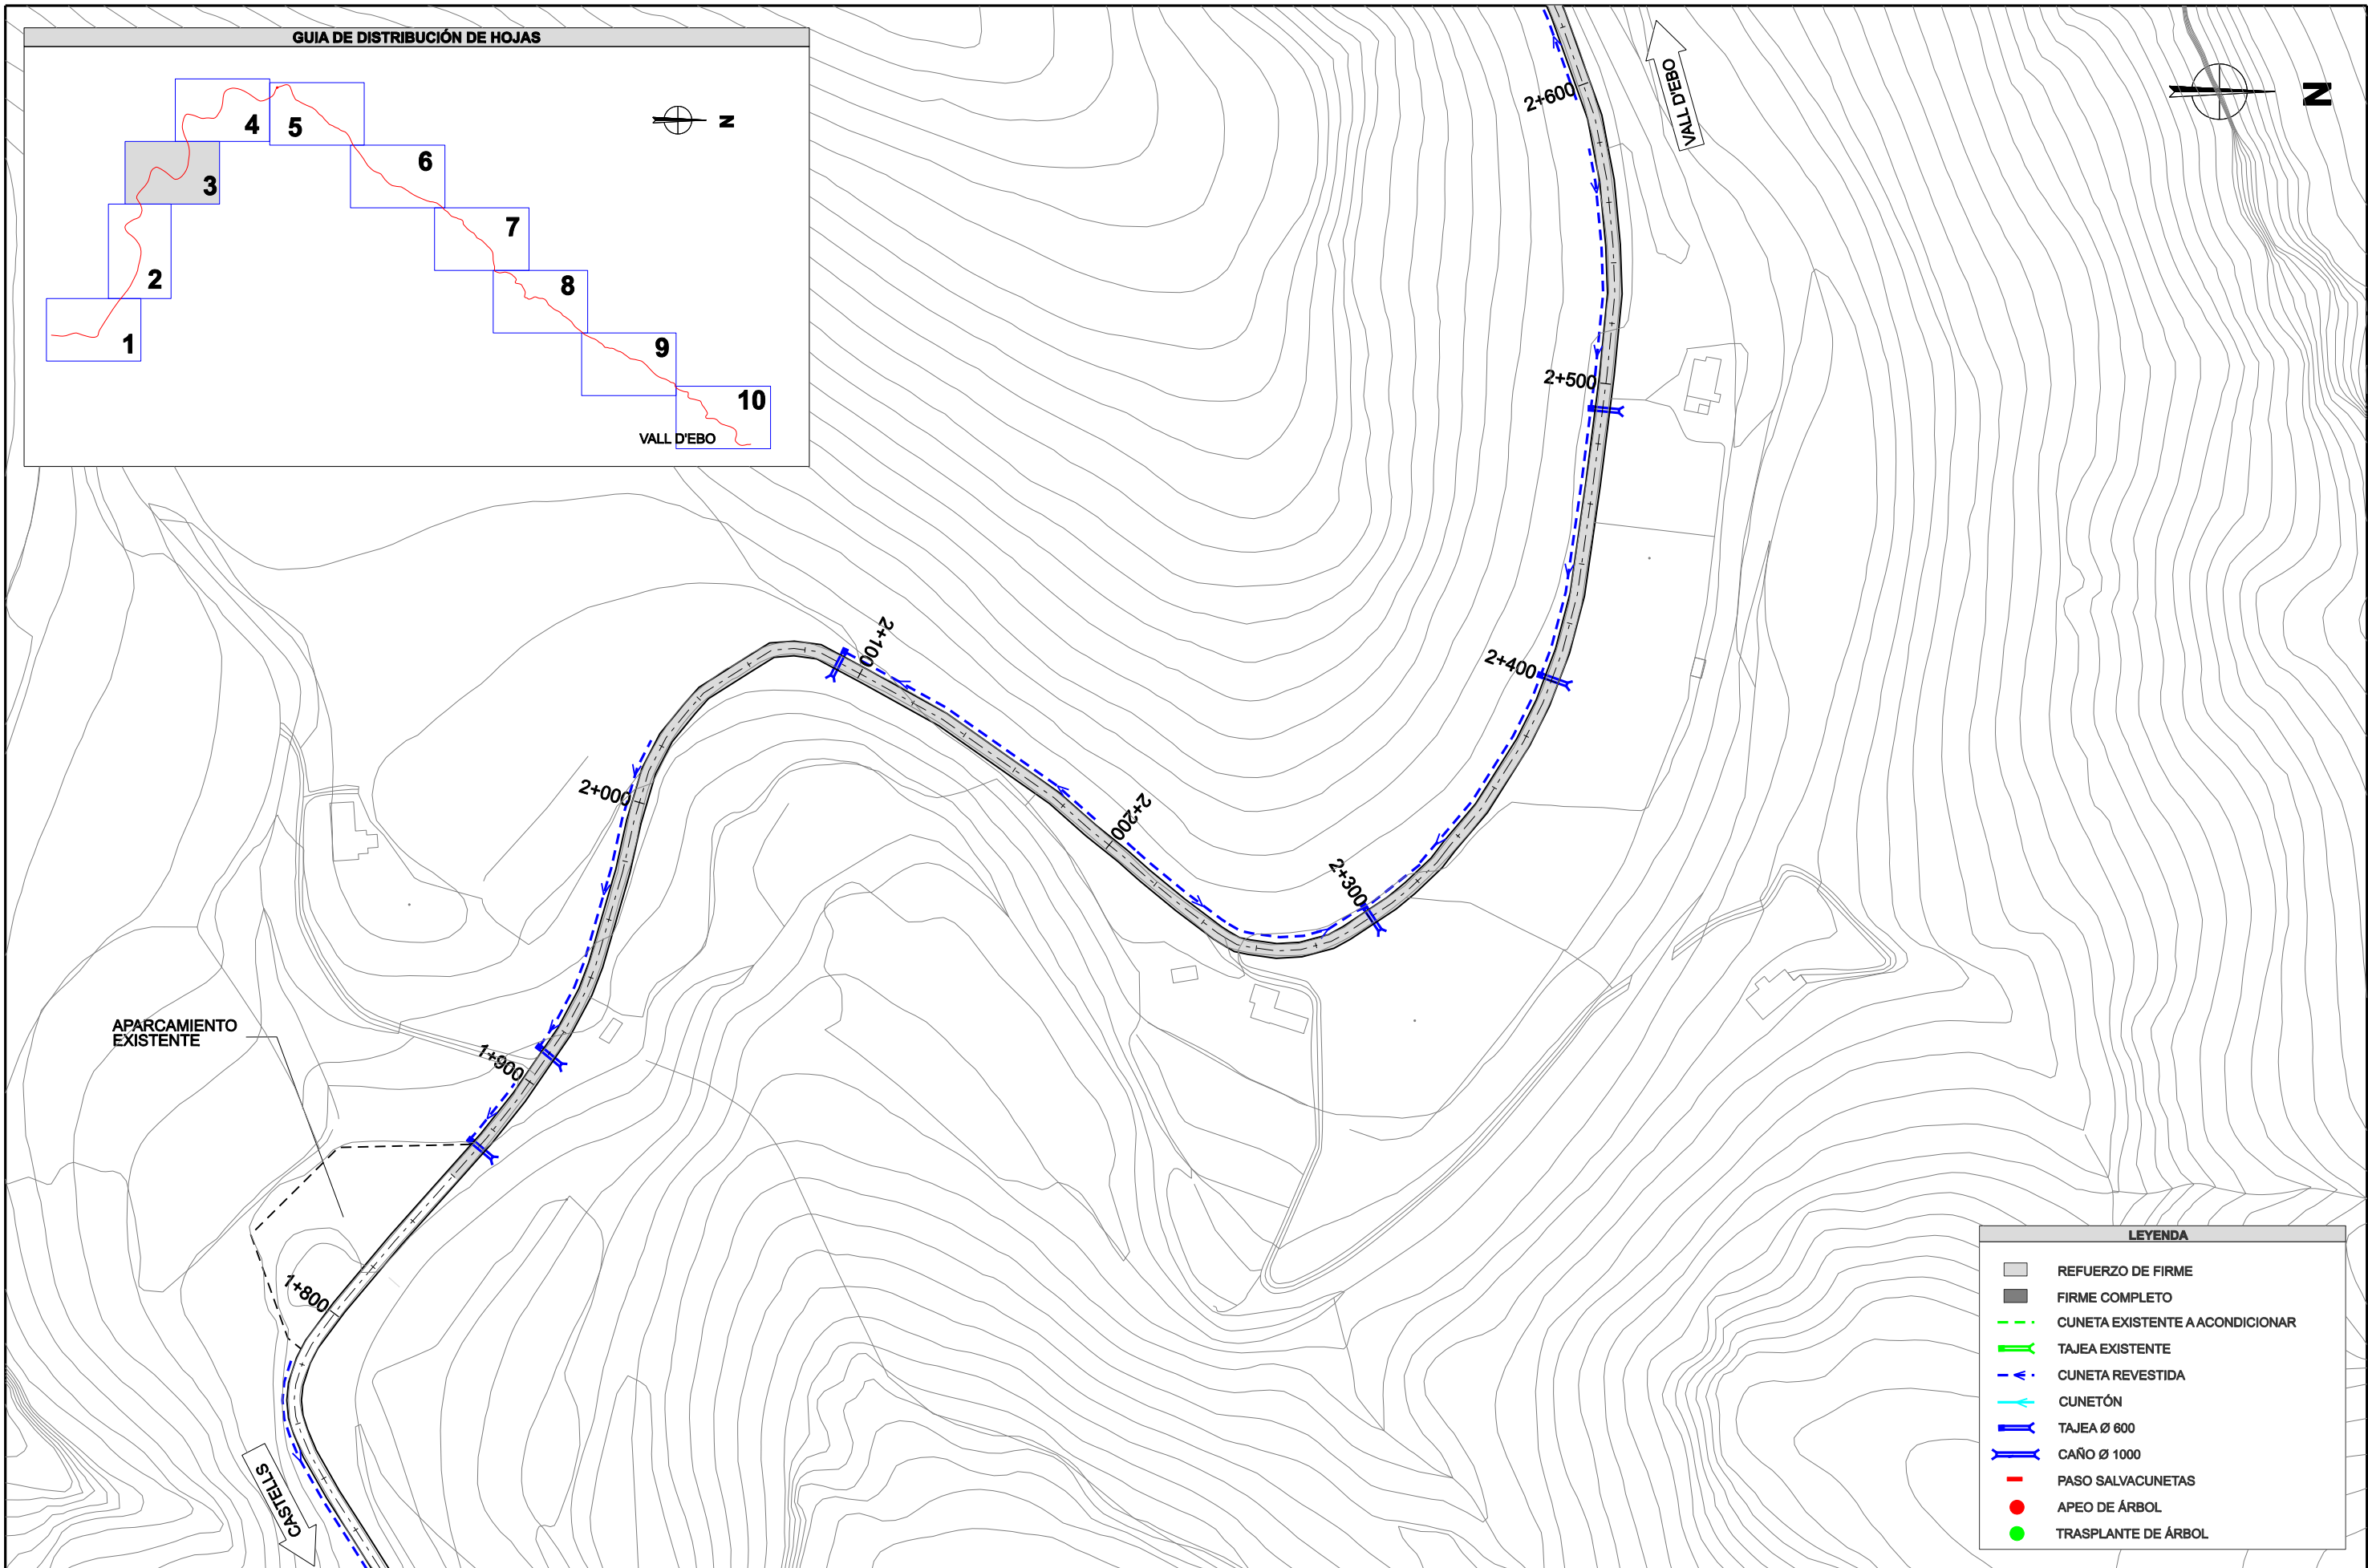 GUIA DE DISTRIBUCIÓN DE HOJAS
4
5
N
6
3
7
2
8
1
9
10
VALL D'EBO
VALL D'EBO
N
2+600
2+500
2+400
2+300
2+200
2+100
2+000
1+900
1+800
APARCAMIENTO
EXISTENTE
CASTELLS
LEYENDA
REFUERZO DE FIRME
FIRME COMPLETO
CUNETA EXISTENTE A ACONDICIONAR
TAJEA EXISTENTE
CUNETA REVESTIDA
CUNETÓN
TAJEA Ø 600
CAÑO Ø 1000
PASO SALVACUNETAS
APEO DE ÁRBOL
TRASPLANTE DE ÁRBOL